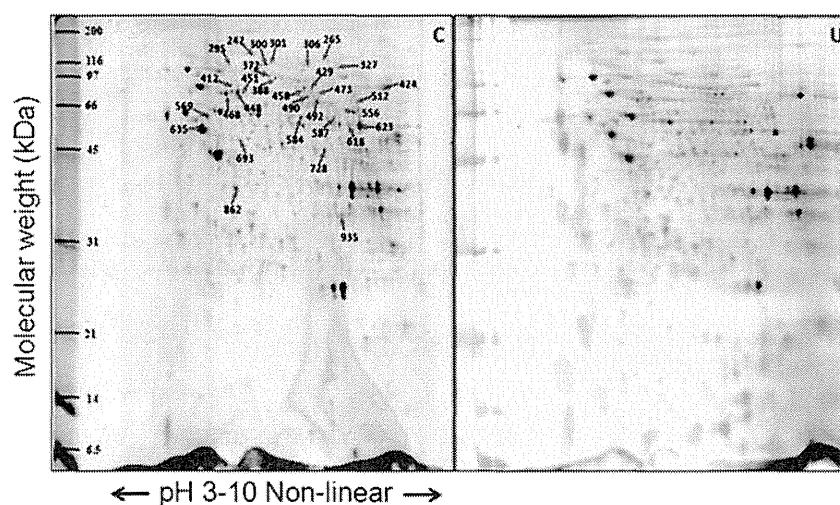 C
U
Molecular weight (kDa)
200
116
97
66
45
31
21
14
6.5
242 300 301 306 265
295 372 327
412 451 388 429 424
458 473 512
569 468 448 490 492 556
635 584 587 618 623
693 728
862
935
← pH 3-10 Non-linear →